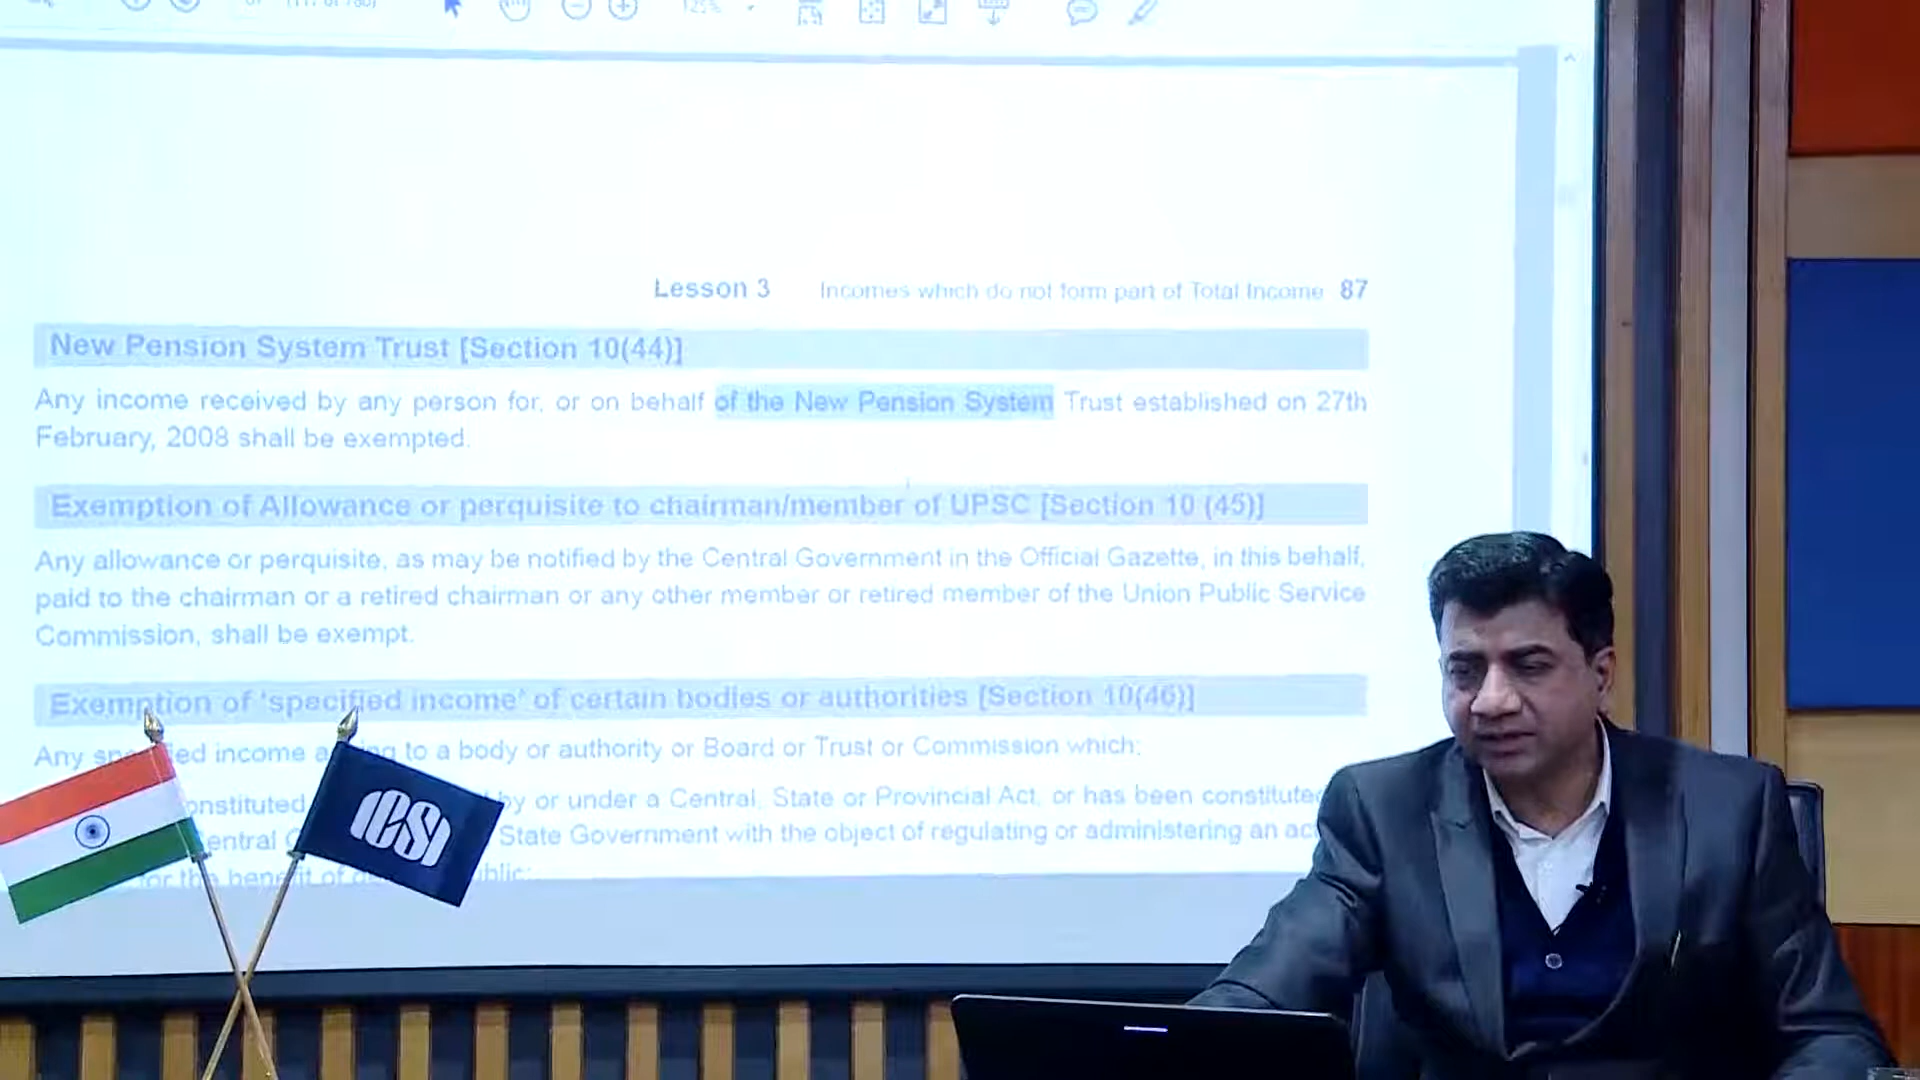 125%
Lesson 3 Incomes which do not form part of Total Income 87
New Pension System Trust [Section 10(44)]
Any income received by any person for, or on behalf of the New Pension System Trust established on 27th
February, 2008 shall be exempted.
Exemption of Allowance or perquisite to chairman/member of UPSC [Section 10 (45)]
Any allowance or perquisite, as may be notified by the Central Government in the Official Gazette, in this behalf,
paid to the chairman or a retired chairman or any other member or retired member of the Union Public Service
Commission, shall be exempt.
Exemption of 'specified income' of certain bodies or authorities [Section 10(46)]
Any income to a body or authority or Board or Trust or Commission which:
by or under a Central, State or Provincial Act, or has been constituted
State Government with the object of regulating or administering an
for the benefit of
ICSI